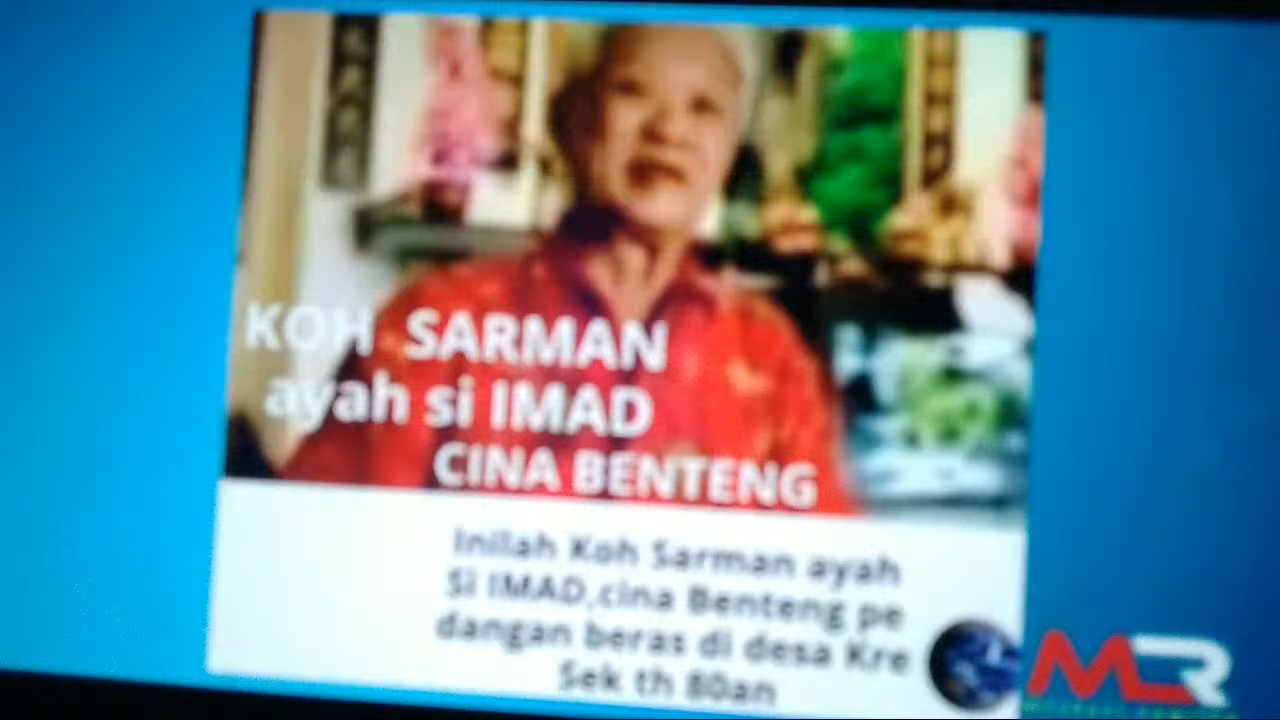 KOH SARMAN
ayah si IMAD
CINA BENTENG
Inilah Koh Sarman ayah
Si IMAD,cina Benteng pe
dangan beras di desa Kre
Sek th 80an
MR